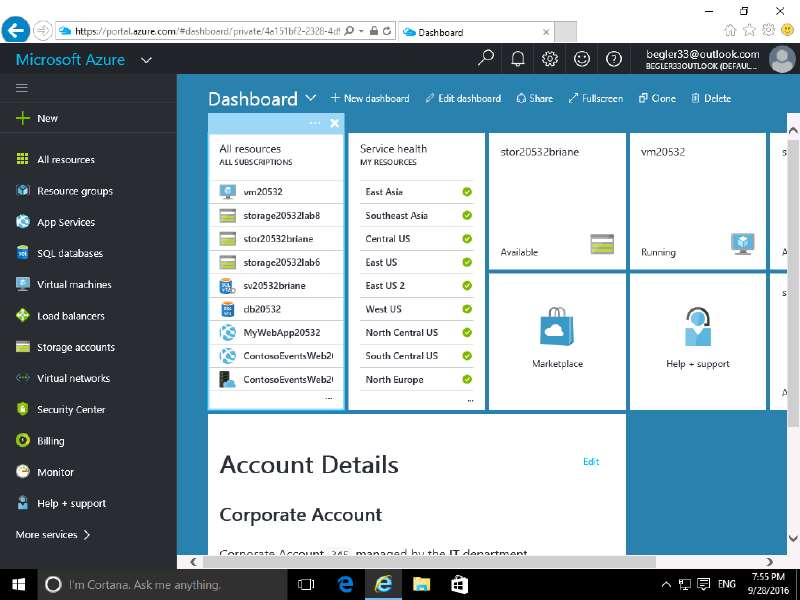 https://portal.azure.com/#dashboard/private/4a151bf2-2328-4d
Dashboard
Microsoft Azure
begler33@outlook.com
BEGLER33OUTLOOK (DEFAUL...
New
All resources
Resource groups
App Services
SQL databases
Virtual machines
Load balancers
Storage accounts
Virtual networks
Security Center
Billing
Monitor
Help + support
More services
Dashboard
New dashboard
Edit dashboard
Share
Fullscreen
Clone
Delete
All resources
ALL SUBSCRIPTIONS
vm20532
storage20532lab8
stor20532briane
storage20532lab6
sv20532briane
db20532
MyWebApp20532
ContosoEventsWeb20
ContosoEventsWeb20
...
Service health
MY RESOURCES
East Asia
Southeast Asia
Central US
East US
East US 2
West US
North Central US
South Central US
North Europe
...
stor20532briane
Available
vm20532
Running
Marketplace
Help + support
Account Details
Edit
Corporate Account
Corporate Account 345 managed by the IT department
I'm Cortana. Ask me anything.
ENG
7:55 PM
9/28/2016